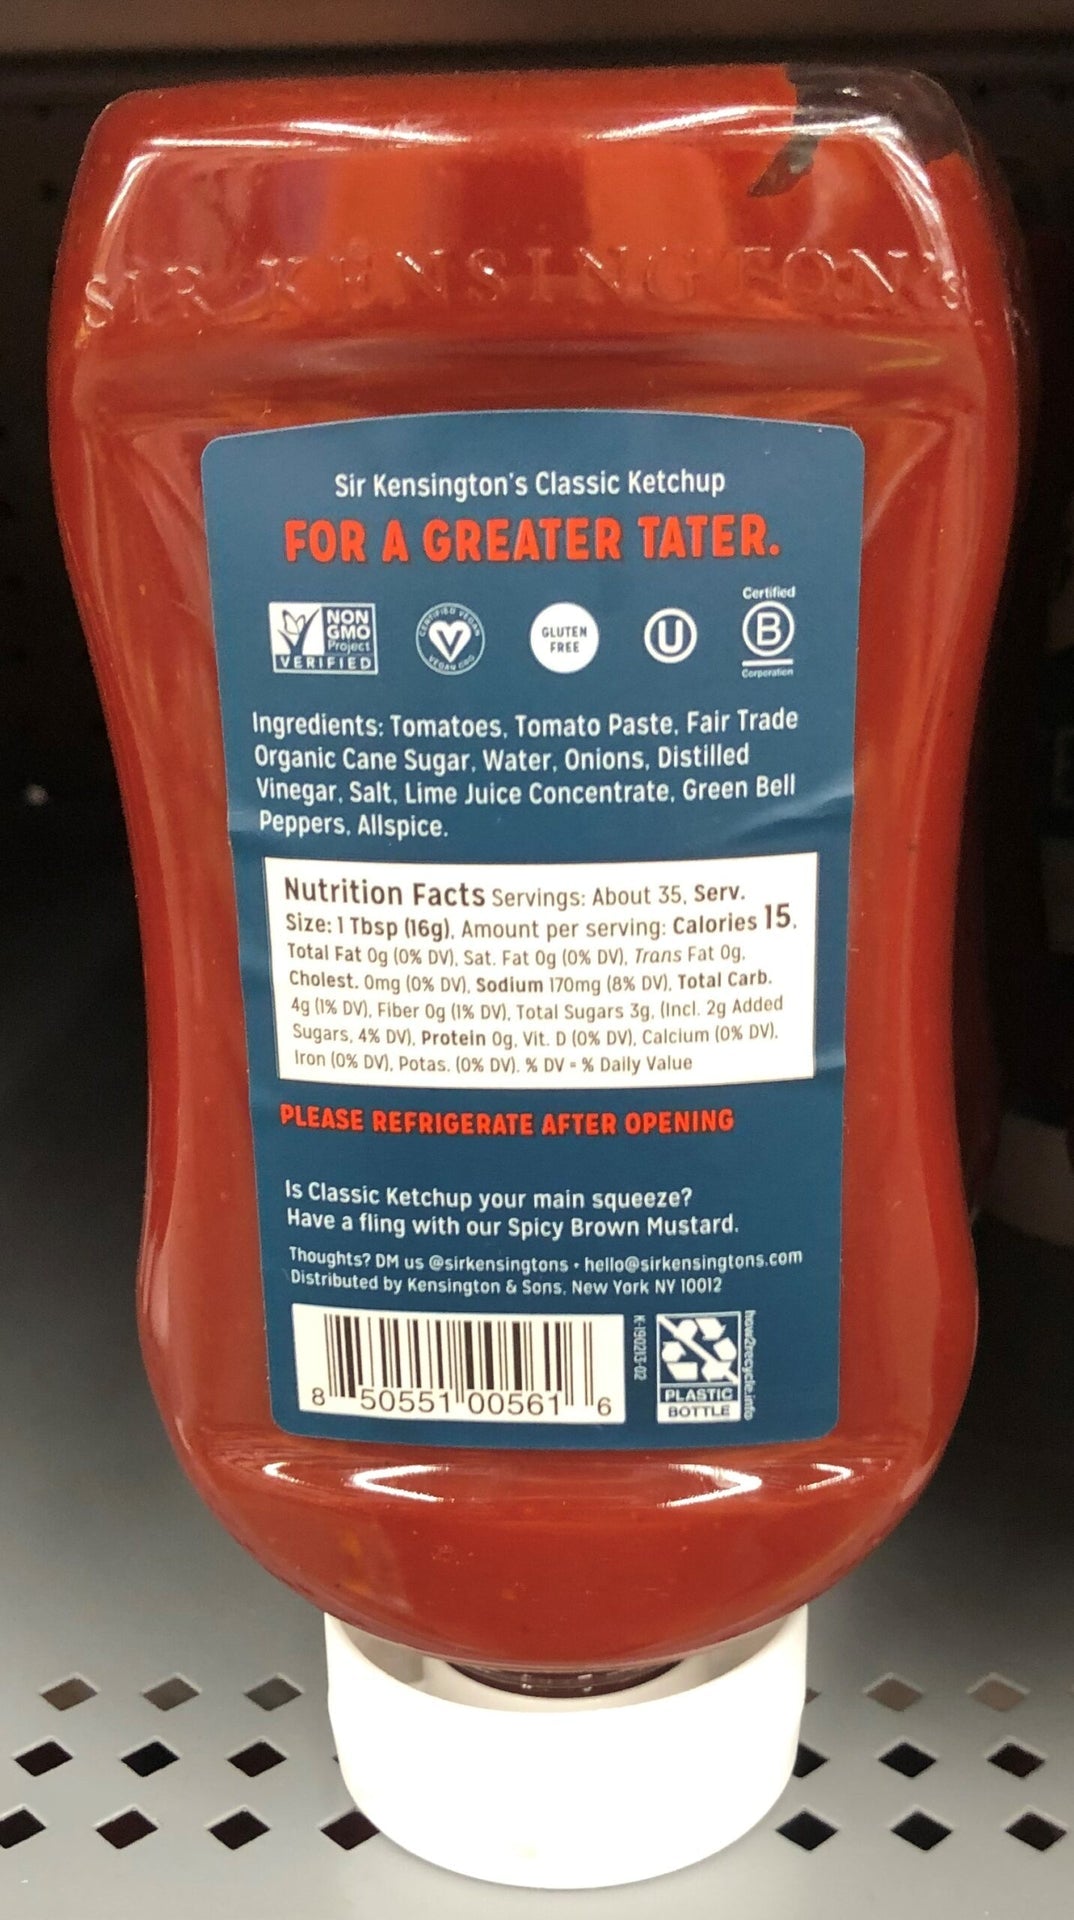 SIR KENSINGTON'S
Sir Kensington's Classic Ketchup
FOR A GREATER TATER.
NON
GMO
Project
VERIFIED
CERTIFIED VEGAN
V
VEGAN.ORG
GLUTEN
FREE
U
Certified
B
Corporation
Ingredients: Tomatoes, Tomato Paste, Fair Trade
Organic Cane Sugar, Water, Onions, Distilled
Vinegar, Salt, Lime Juice Concentrate, Green Bell
Peppers, Allspice.
Nutrition Facts Servings: About 35, Serv.
Size: 1 Tbsp (16g), Amount per serving: Calories 15,
Total Fat 0g (0% DV), Sat. Fat 0g (0% DV), Trans Fat 0g,
Cholest. 0mg (0% DV), Sodium 170mg (8% DV), Total Carb.
4g (1% DV), Fiber 0g (1% DV), Total Sugars 3g, (Incl. 2g Added
Sugars, 4% DV), Protein 0g, Vit. D (0% DV), Calcium (0% DV),
Iron (0% DV), Potas. (0% DV). % DV = % Daily Value
PLEASE REFRIGERATE AFTER OPENING
Is Classic Ketchup your main squeeze?
Have a fling with our Spicy Brown Mustard.
Thoughts? DM us @sirkensingtons • hello@sirkensingtons.com
Distributed by Kensington & Sons, New York NY 10012
8 50551 00561 6
K-190213-02
PLASTIC
BOTTLE
how2recycle.info